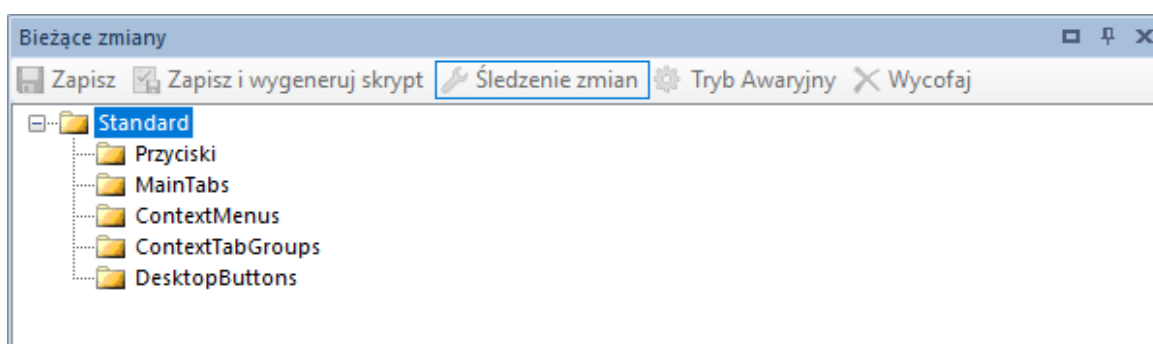 Bieżące zmiany
Zapisz Zapisz i wygeneruj skrypt Śledzenie zmian Tryb Awaryjny Wycofaj
Standard
Przyciski
MainTabs
ContextMenus
ContextTabGroups
DesktopButtons